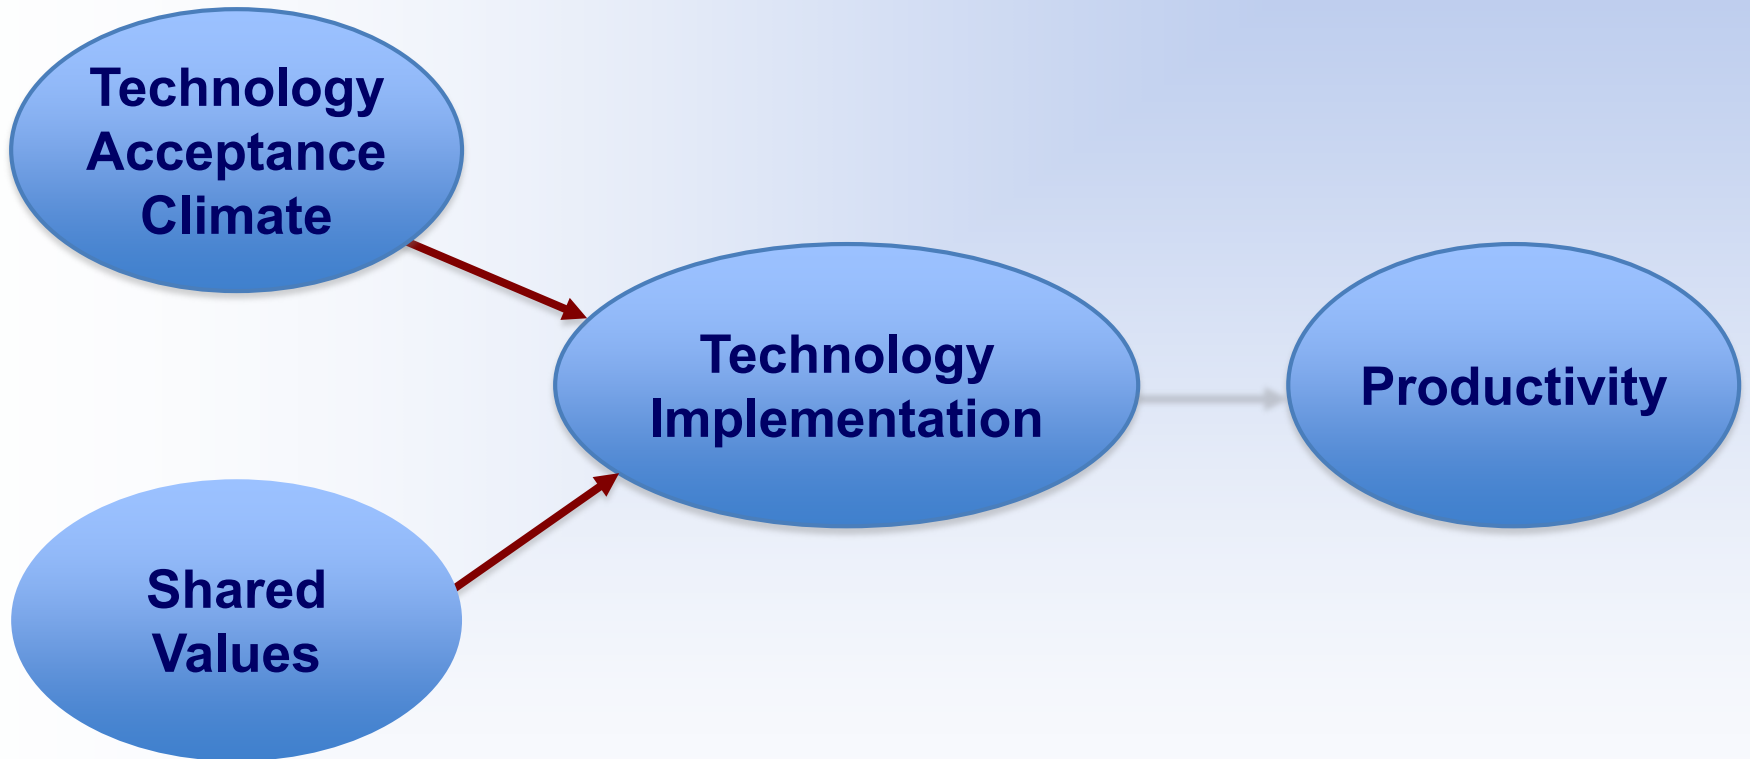 Technology
Acceptance
Climate
Technology
Implementation
Productivity
Shared
Values